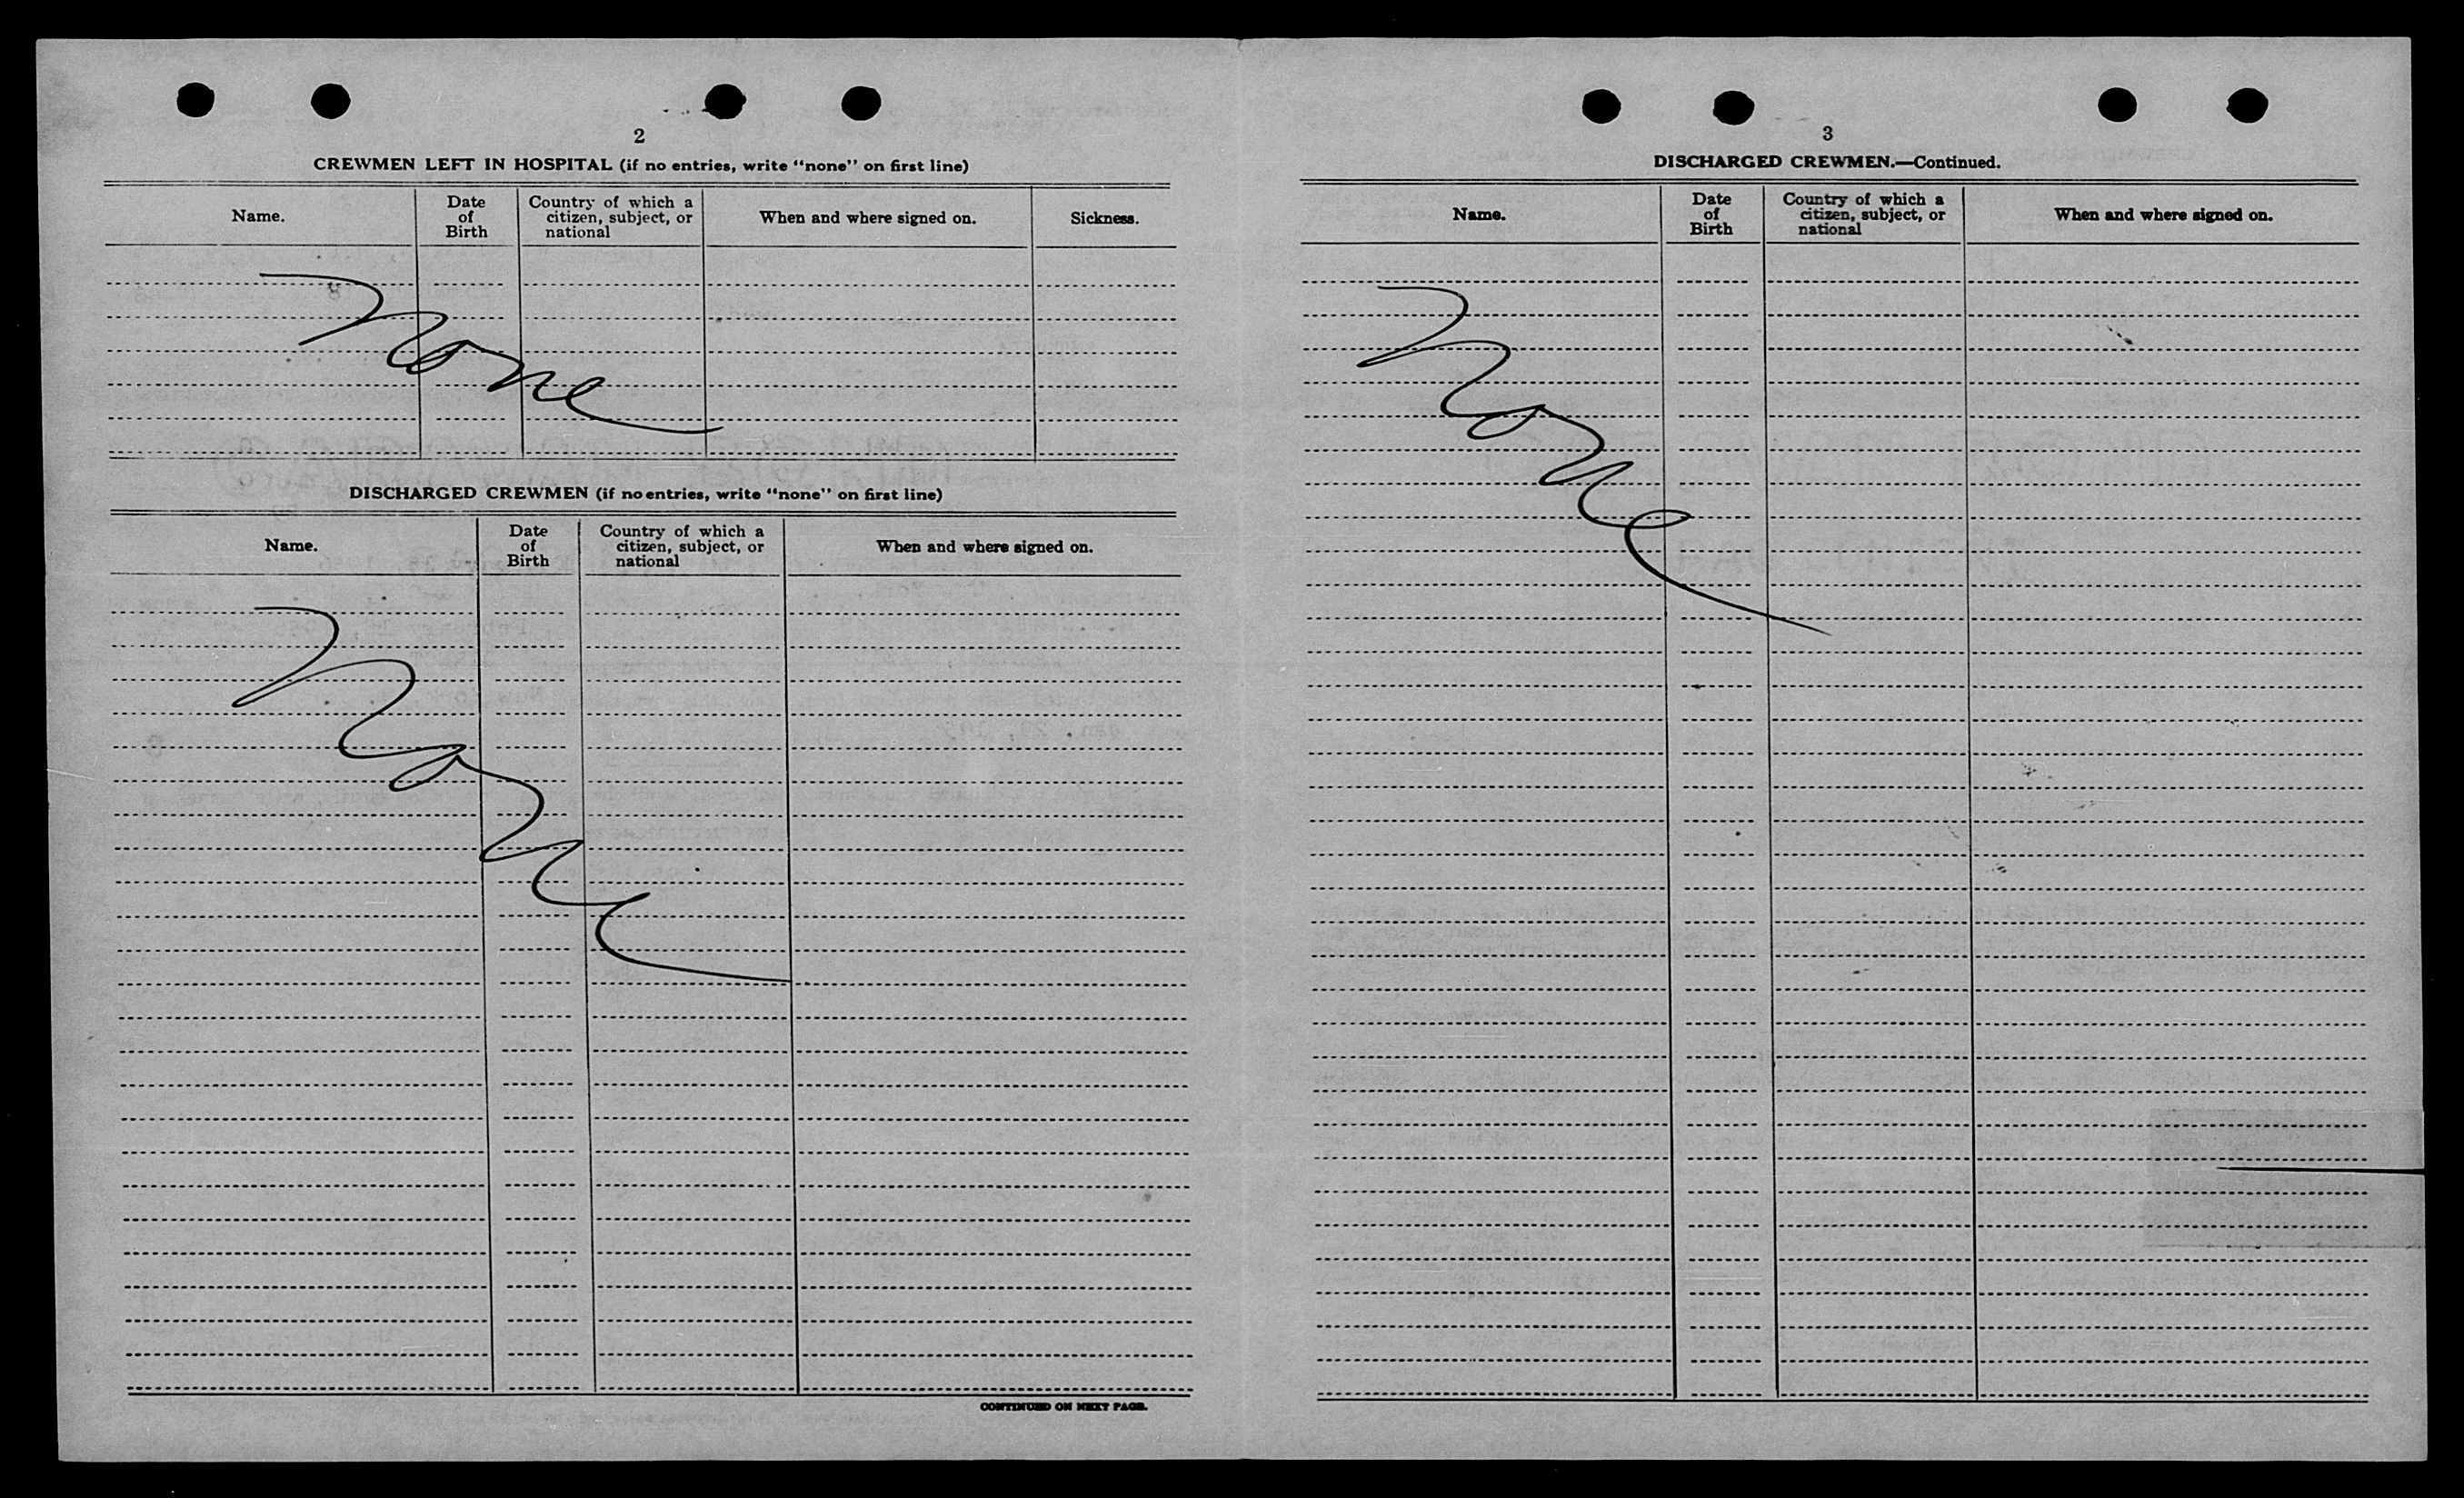 2
CREWMEN LEFT IN HOSPITAL (if no entries, write "none" on first line)
Name.
Date of Birth
Country of which a citizen, subject, or national
When and where signed on.
Sickness.
None
DISCHARGED CREWMEN (if no entries, write "none" on first line)
Name.
Date of Birth
Country of which a citizen, subject, or national
When and where signed on.
None
CONTINUED ON NEXT PAGE.
3
DISCHARGED CREWMEN.—Continued.
Name.
Date of Birth
Country of which a citizen, subject, or national
When and where signed on.
None